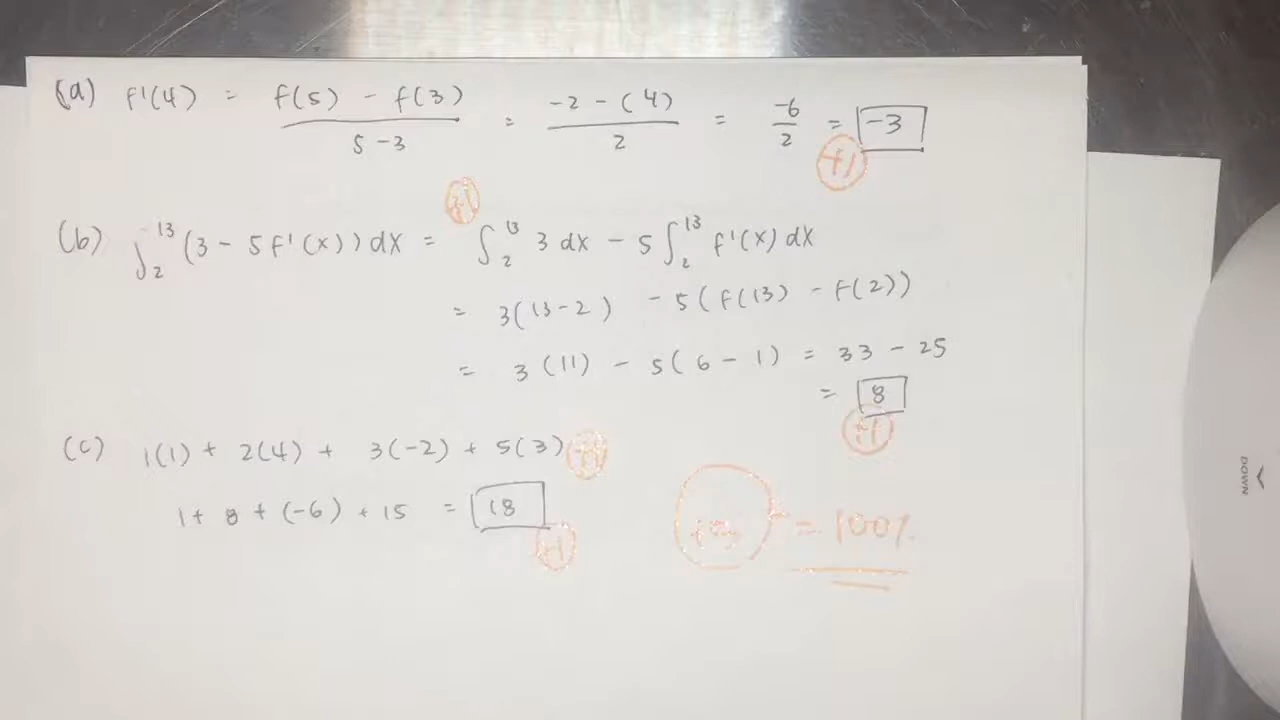 (a) f'(4) = f(5) - f(3) / 5-3 = -2 - (4) / 2 = -6/2 = -3
+1
+1
(b) ∫₂¹³ (3 - 5f'(x)) dx = ∫₂¹³ 3 dx - 5 ∫₂¹³ f'(x) dx
= 3(13-2) - 5(f(13) - f(2))
= 3(11) - 5(6 - 1) = 33 - 25
= 8
+1
(c) 1(1) + 2(4) + 3(-2) + 5(3) +1
1 + 8 + (-6) + 15 = 18
+1
= 100%
DOWN